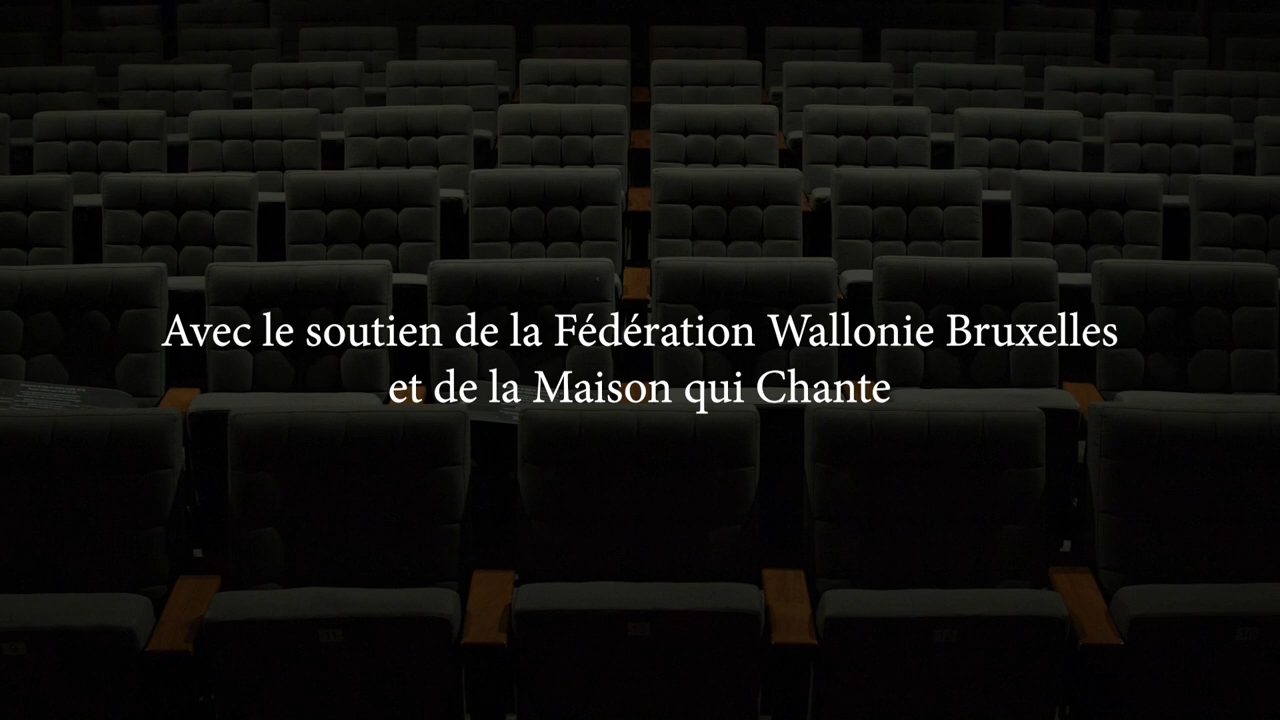 Avec le soutien de la Fédération Wallonie Bruxelles
et de la Maison qui Chante